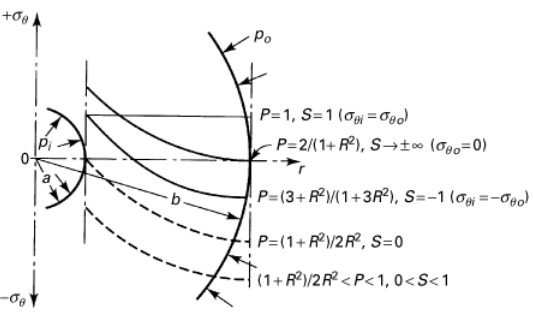 +σθ
pₒ
P=1, S=1 (σθi=σθo)
pᵢ
P=2/(1+R²), S→±∞ (σθo=0)
0
r
a
b
P=(3+R²)/(1+3R²), S=-1 (σθi=-σθo)
P=(1+R²)/2R², S=0
(1+R²)/2R²<P<1, 0<S<1
-σθ